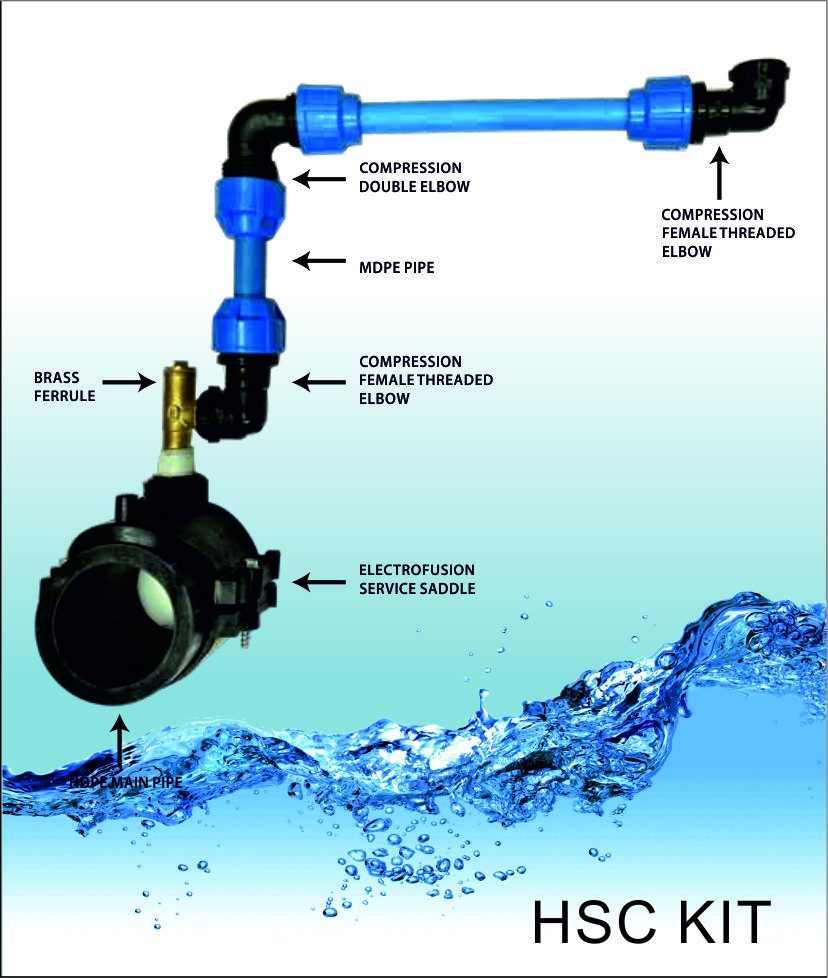 COMPRESSION
DOUBLE ELBOW
COMPRESSION
FEMALE THREADED
ELBOW
MDPE PIPE
BRASS
FERRULE
COMPRESSION
FEMALE THREADED
ELBOW
ELECTROFUSION
SERVICE SADDLE
HDPE MAIN PIPE
HSC KIT